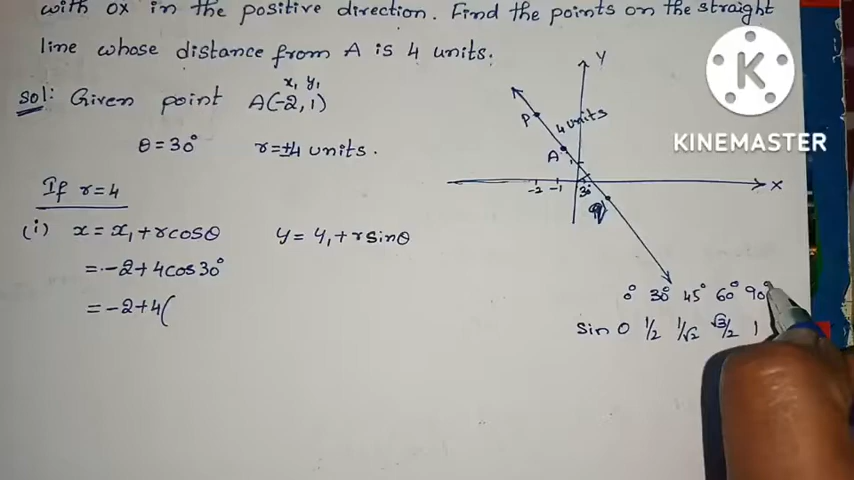 with ox in the positive direction. Find the points on the straight
line whose distance from A is 4 units.
Sol: Given point A(-2, 1)
x₁ y₁
θ = 30° r = ±4 units.
If r = 4
(i) x = x₁ + r cosθ y = y₁ + r sinθ
= -2 + 4 cos 30°
= -2 + 4(
Y
P
4 units
A
1
-2 -1 30° X
0° 30° 45° 60° 90°
sin 0 1/2 1/√2 √3/2 1
K
KINEMASTER